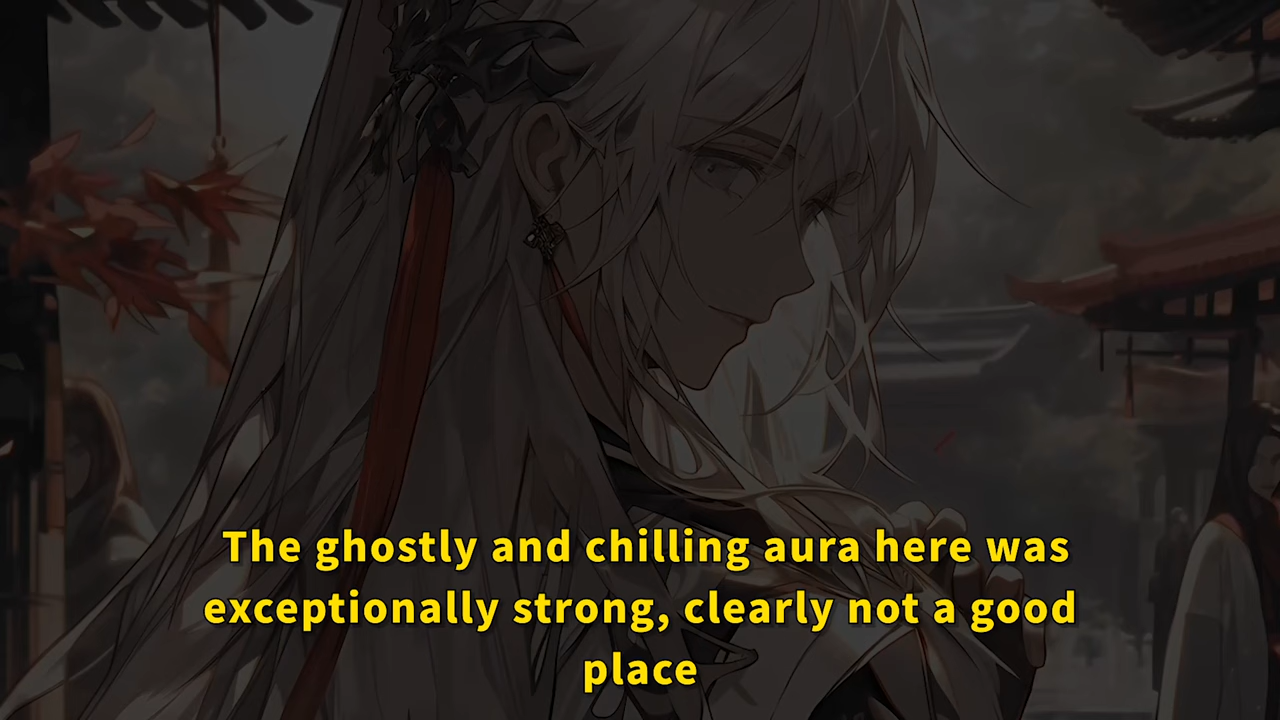 The ghostly and chilling aura here was
exceptionally strong, clearly not a good
place